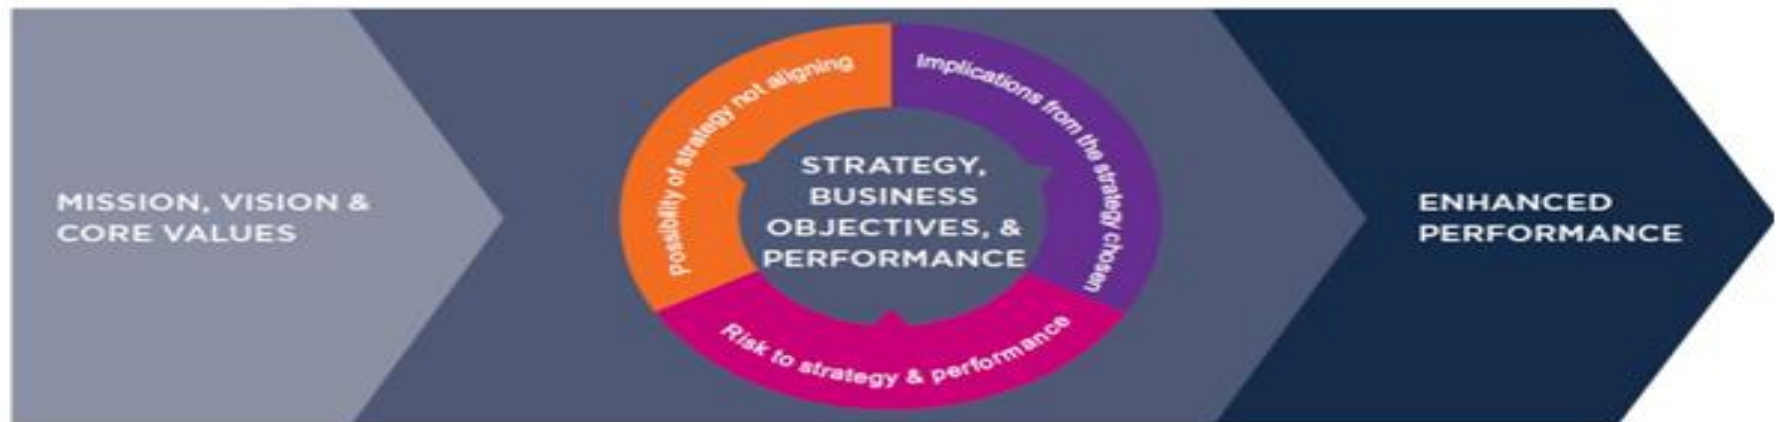 MISSION, VISION &
CORE VALUES
Possibility of strategy not aligning
Implications from the strategy chosen
STRATEGY,
BUSINESS
OBJECTIVES, &
PERFORMANCE
Risk to strategy & performance
ENHANCED
PERFORMANCE